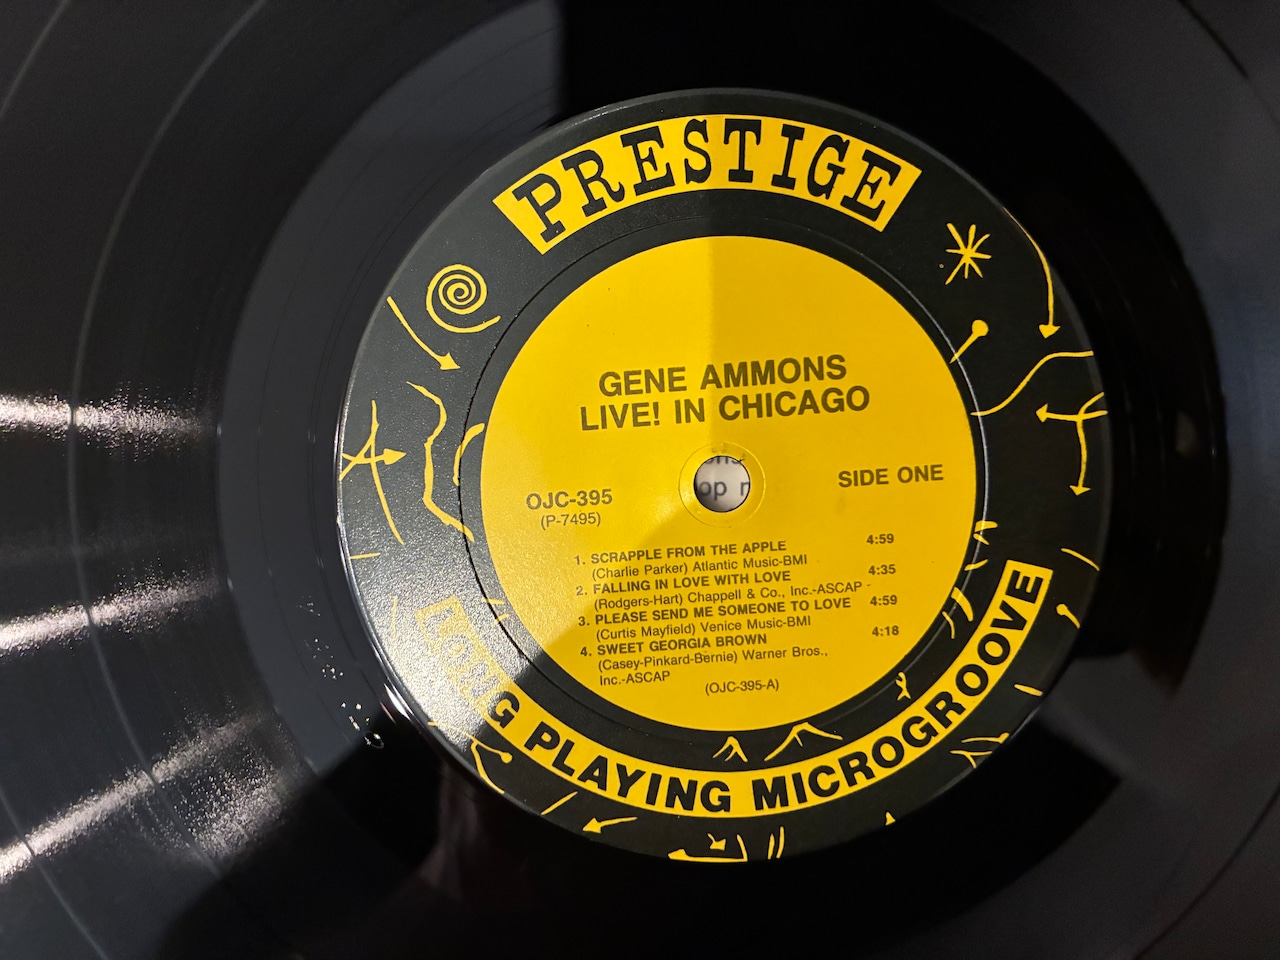 PRESTIGE
GENE AMMONS
LIVE! IN CHICAGO
OJC-395
(P-7495)
SIDE ONE
1. SCRAPPLE FROM THE APPLE 4:59
(Charlie Parker) Atlantic Music-BMI
2. FALLING IN LOVE WITH LOVE 4:35
(Rodgers-Hart) Chappell & Co., Inc.-ASCAP
3. PLEASE SEND ME SOMEONE TO LOVE 4:59
(Curtis Mayfield) Venice Music-BMI
4. SWEET GEORGIA BROWN 4:18
(Casey-Pinkard-Bernie) Warner Bros.,
Inc.-ASCAP
(OJC-395-A)
LONG PLAYING MICROGROOVE